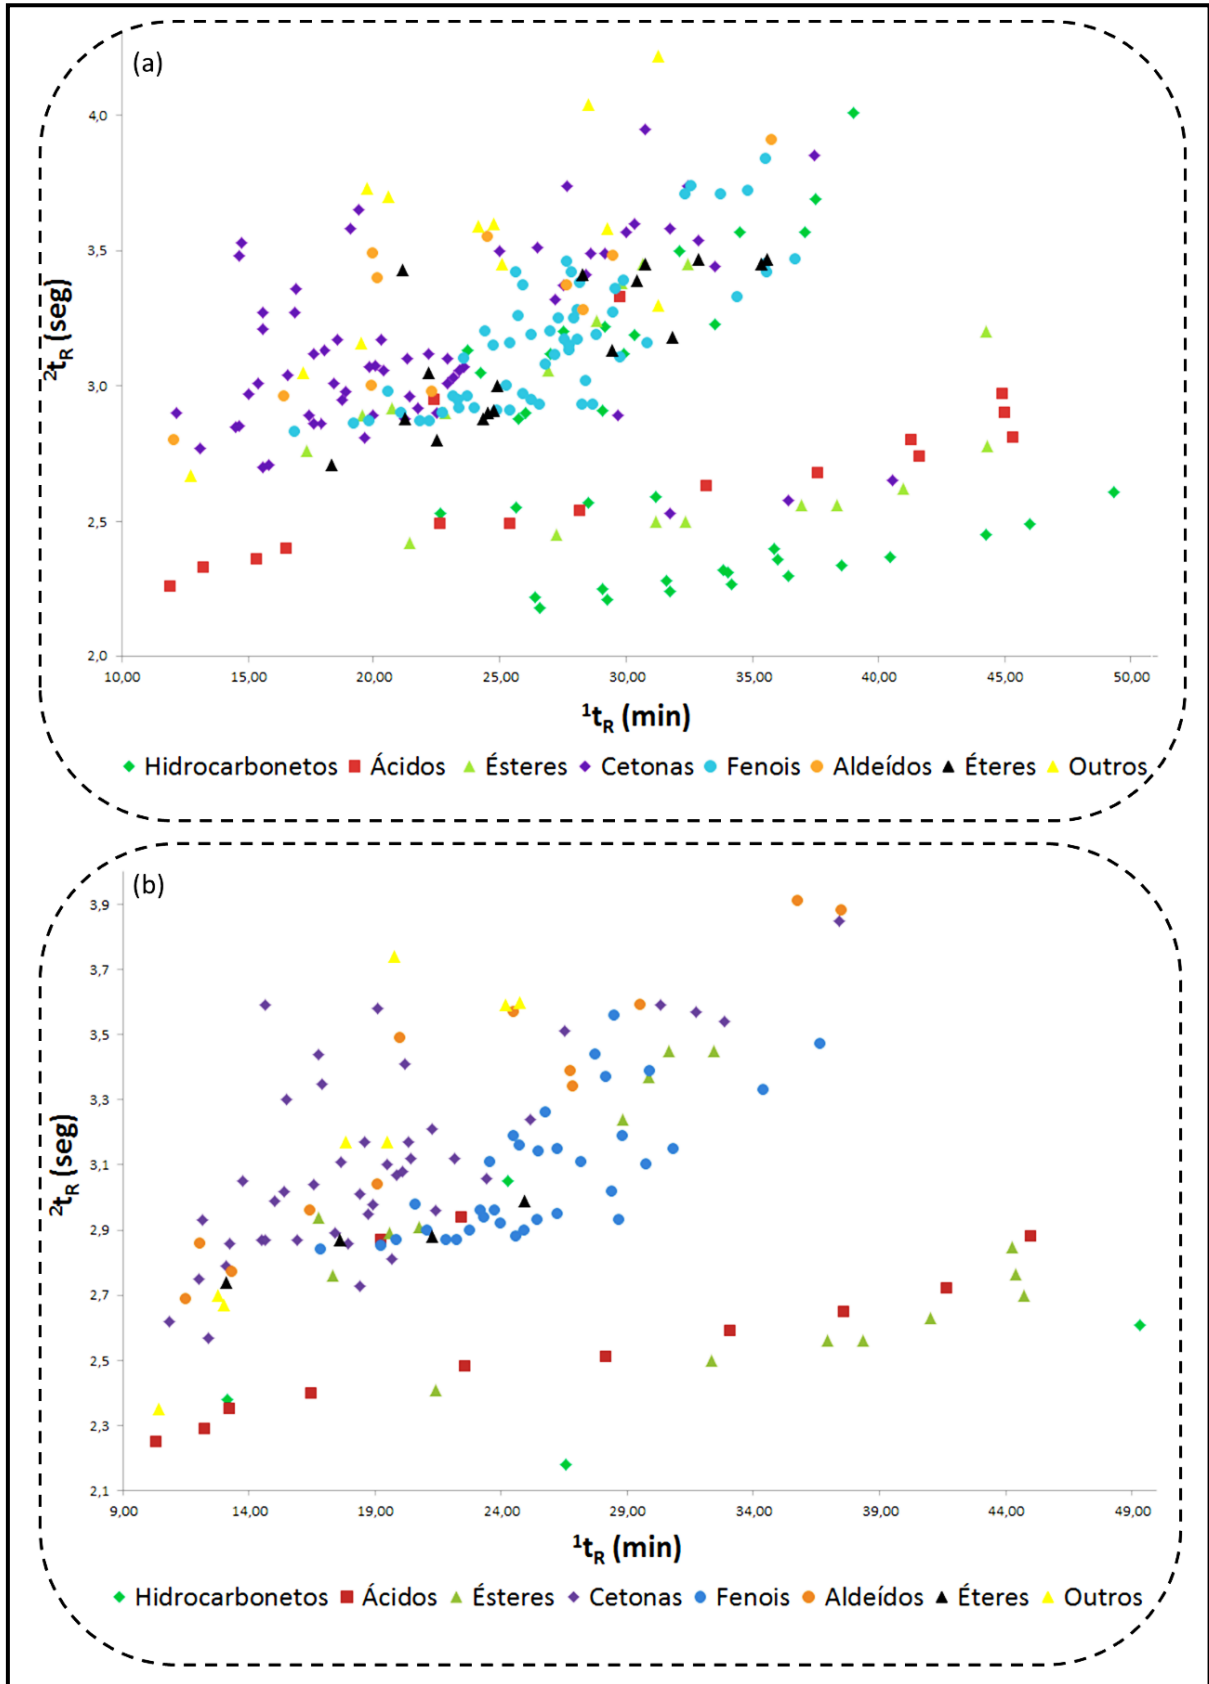 (a)
4,0
3,5
3,0
2,5
2,0
²tR (seg)
10,00 15,00 20,00 25,00 30,00 35,00 40,00 45,00 50,00
¹tR (min)
Hidrocarbonetos Ácidos Ésteres Cetonas Fenois Aldeídos Éteres Outros
(b)
3,9
3,7
3,5
3,3
3,1
2,9
2,7
2,5
2,3
2,1
²tR (seg)
9,00 14,00 19,00 24,00 29,00 34,00 39,00 44,00 49,00
¹tR (min)
Hidrocarbonetos Ácidos Ésteres Cetonas Fenois Aldeídos Éteres Outros